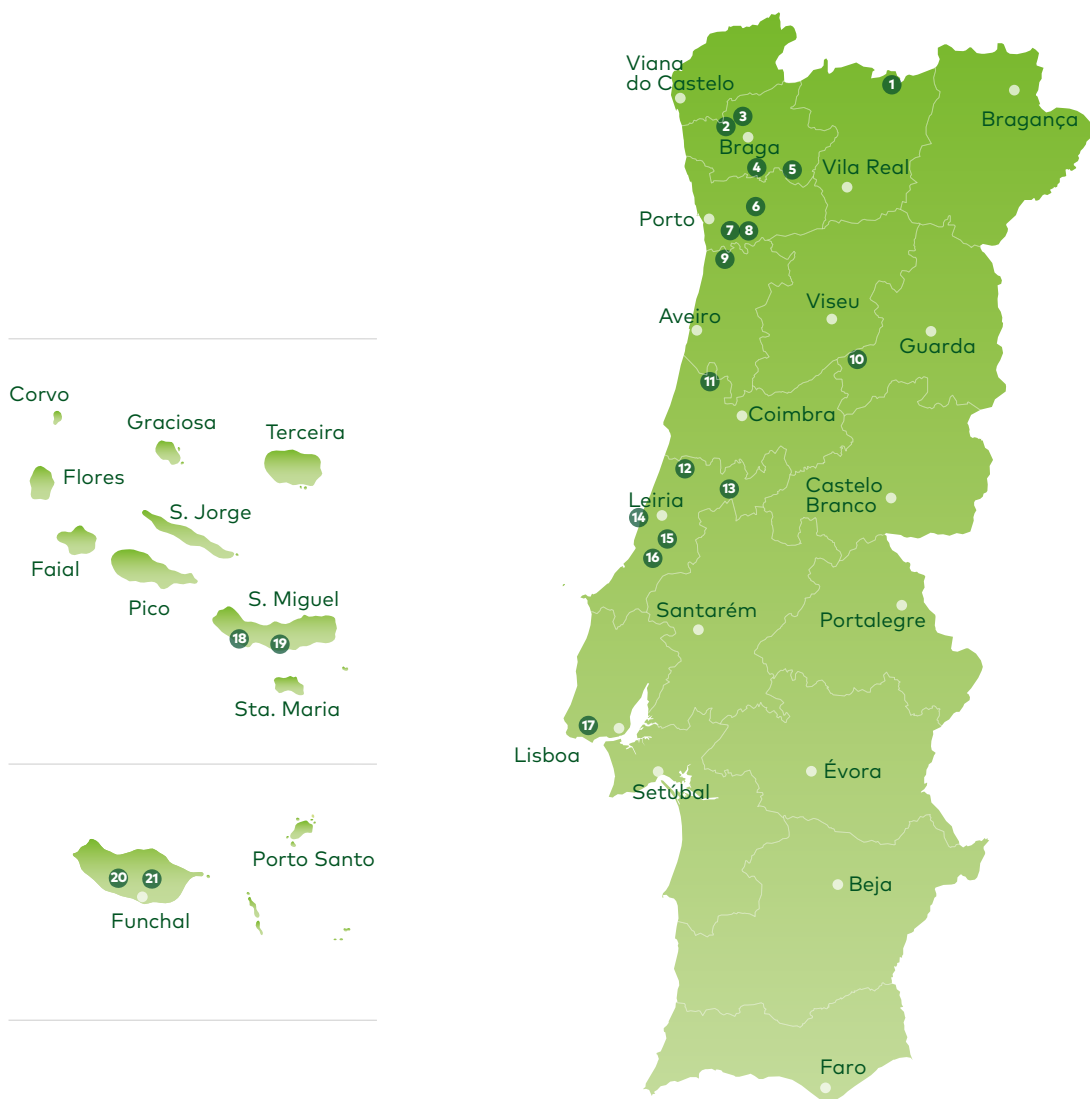 Viana
do Castelo
1
Bragança
3
2
Braga
4
5
Vila Real
6
Porto
7
8
9
Viseu
Aveiro
Guarda
10
11
Coimbra
12
13
Castelo
Branco
Leiria
14
15
16
Santarém
Portalegre
17
Lisboa
Évora
Setúbal
Beja
Faro
Corvo
Graciosa
Terceira
Flores
S. Jorge
Faial
Pico
S. Miguel
18
19
Sta. Maria
Porto Santo
20
21
Funchal